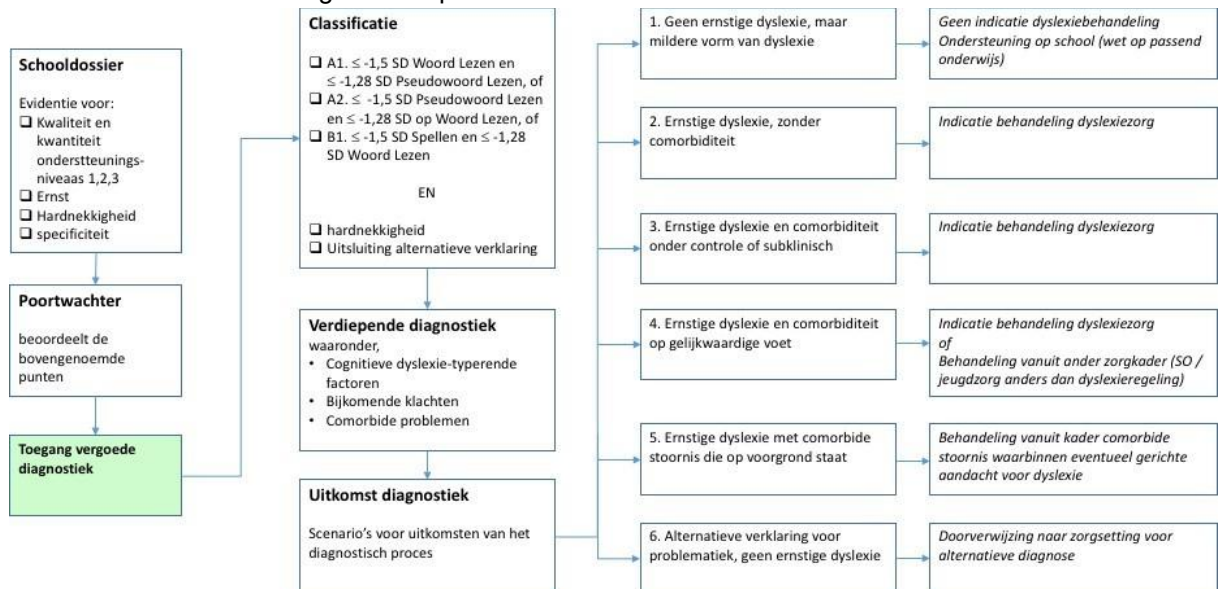 Schooldossier
Evidentie voor:
❑ Kwaliteit en
kwantiteit
onderstteunings-
niveaas 1,2,3
❑ Ernst
❑ Hardnekkigheid
❑ specificiteit
Poortwachter
beoordeelt de
bovengenoemde
punten
Toegang vergoede
diagnostiek
Classificatie
❑ A1. ≤ -1,5 SD Woord Lezen en
≤ -1,28 SD Pseudowoord Lezen, of
❑ A2. ≤ -1,5 SD Pseudowoord Lezen
en ≤ -1,28 SD op Woord Lezen, of
❑ B1. ≤ -1,5 SD Spellen en ≤ -1,28
SD Woord Lezen
EN
❑ hardnekkigheid
❑ Uitsluiting alternatieve verklaring
Verdiepende diagnostiek
waaronder,
• Cognitieve dyslexie-typerende
factoren
• Bijkomende klachten
• Comorbide problemen
Uitkomst diagnostiek
Scenario's voor uitkomsten van het
diagnostisch proces
1. Geen ernstige dyslexie, maar
mildere vorm van dyslexie
Geen indicatie dyslexiebehandeling
Ondersteuning op school (wet op passend
onderwijs)
2. Ernstige dyslexie, zonder
comorbiditeit
Indicatie behandeling dyslexiezorg
3. Ernstige dyslexie en comorbiditeit
onder controle of subklinisch
Indicatie behandeling dyslexiezorg
4. Ernstige dyslexie en comorbiditeit
op gelijkwaardige voet
Indicatie behandeling dyslexiezorg
of
Behandeling vanuit ander zorgkader (SO /
jeugdzorg anders dan dyslexieregeling)
5. Ernstige dyslexie met comorbide
stoornis die op voorgrond staat
Behandeling vanuit kader comorbide
stoornis waarbinnen eventueel gerichte
aandacht voor dyslexie
6. Alternatieve verklaring voor
problematiek, geen ernstige dyslexie
Doorverwijzing naar zorgsetting voor
alternatieve diagnose